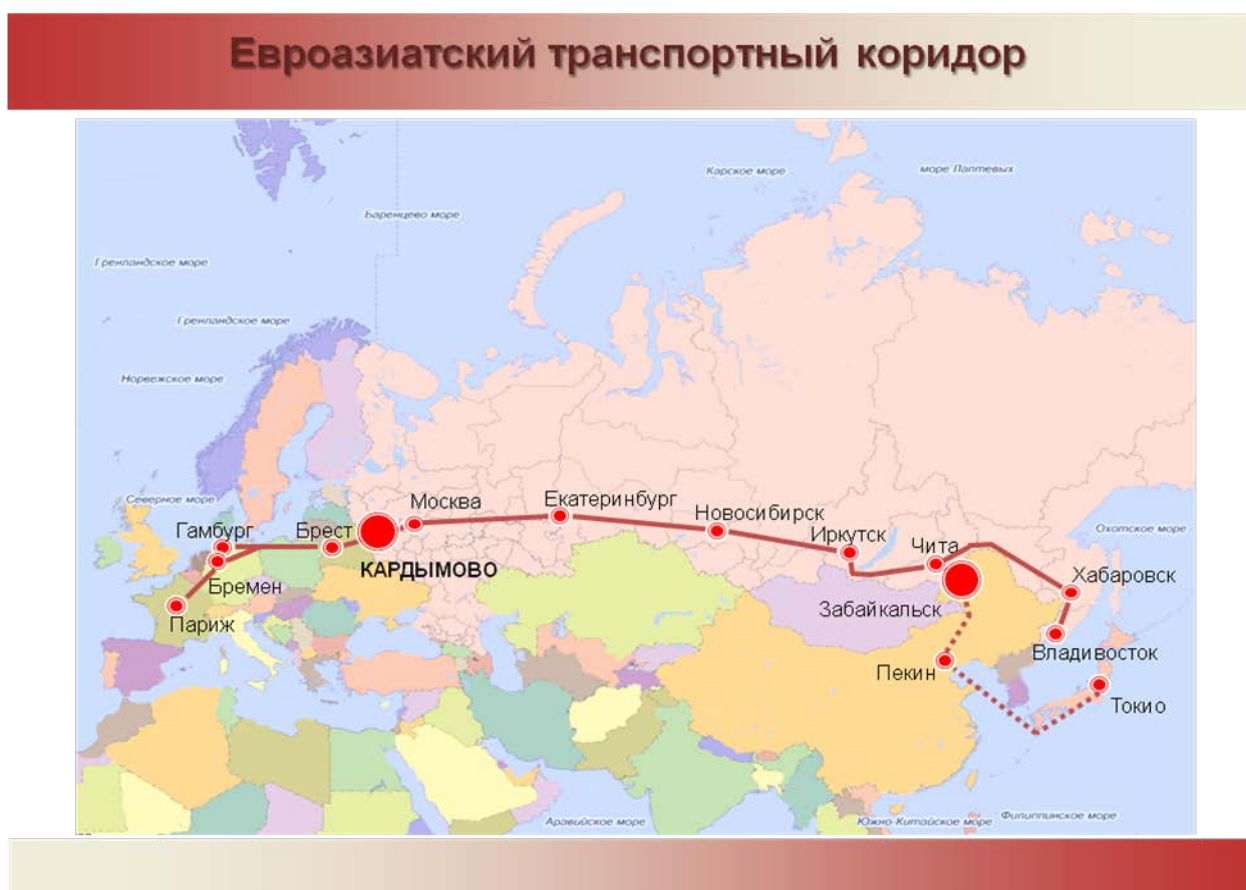 Евроазиатский транспортный коридор
Карское море
море Лаптевых
Баренцево море
Гренландское море
Гренландское море
Норвежское море
Северное море
Москва
Екатеринбург
Новосибирск
Гамбург
Брест
Иркутск
Охотское море
Чита
КАРДЫМОВО
Бремен
Хабаровск
Забайкальск
Париж
Владивосток
Пекин
Токио
Аравийское море
Южно-Китайское море
Филиппинское море